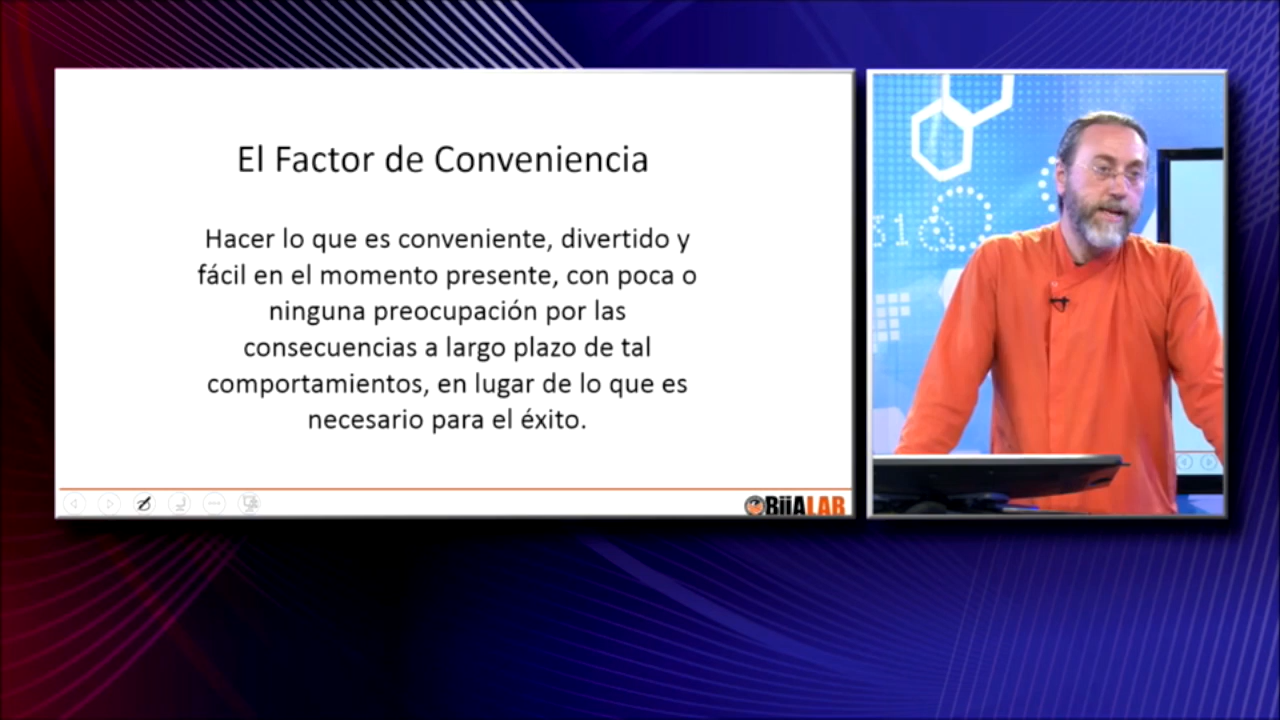 El Factor de Conveniencia
Hacer lo que es conveniente, divertido y
fácil en el momento presente, con poca o
ninguna preocupación por las
consecuencias a largo plazo de tal
comportamientos, en lugar de lo que es
necesario para el éxito.
BiiALAB